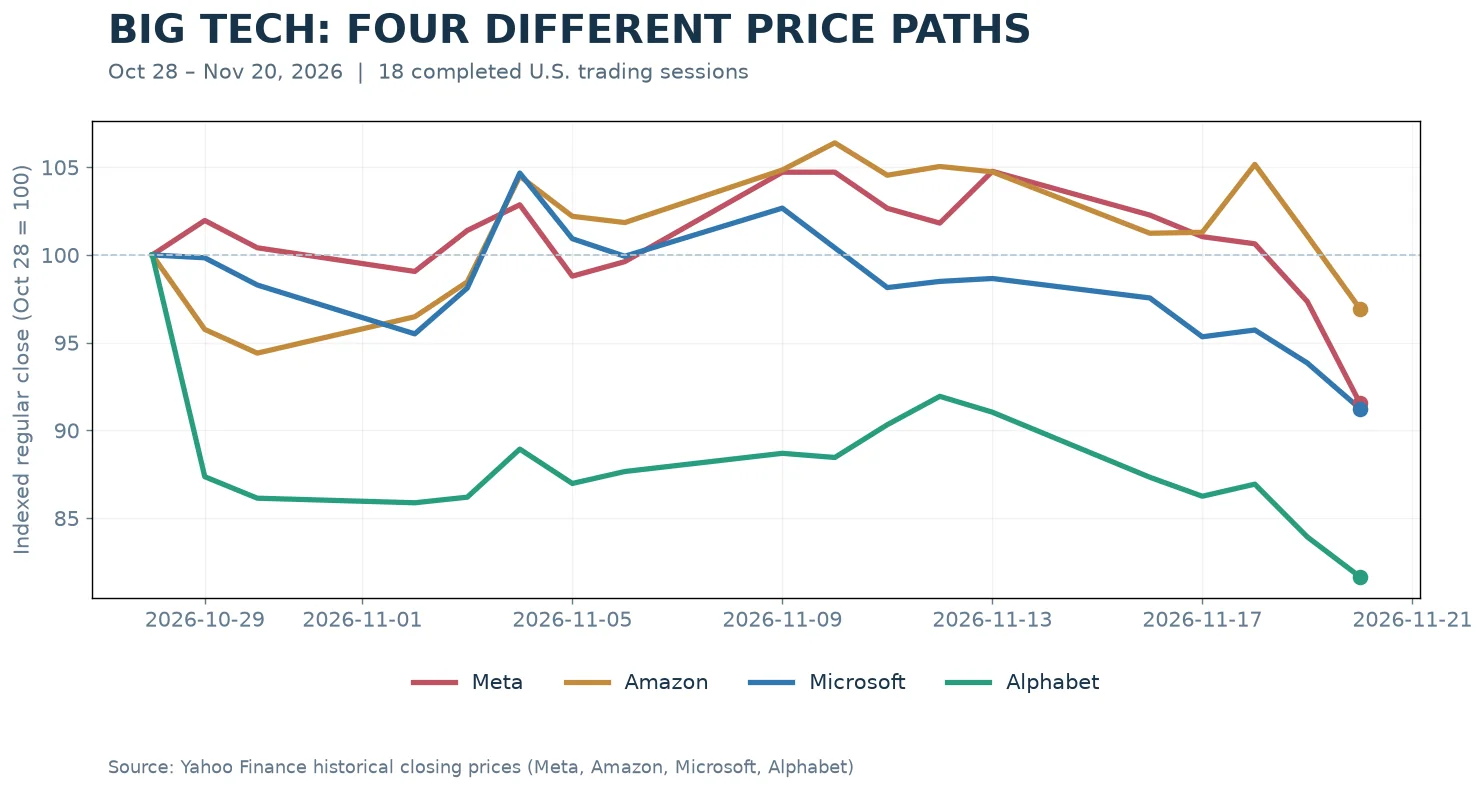 BIG TECH: FOUR DIFFERENT PRICE PATHS
Oct 28 – Nov 20, 2026 | 18 completed U.S. trading sessions
Indexed regular close (Oct 28 = 100)
105
100
95
90
85
2026-10-29 2026-11-01 2026-11-05 2026-11-09 2026-11-13 2026-11-17 2026-11-21
Meta Amazon Microsoft Alphabet
Source: Yahoo Finance historical closing prices (Meta, Amazon, Microsoft, Alphabet)